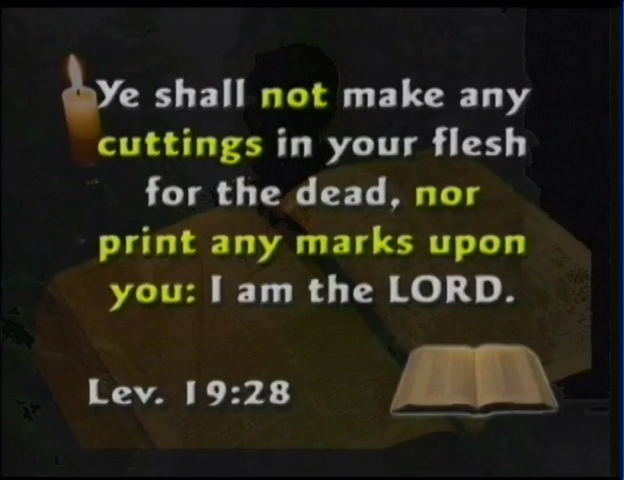 Ye shall not make any
cuttings in your flesh
for the dead, nor
print any marks upon
you: I am the LORD.
Lev. 19:28